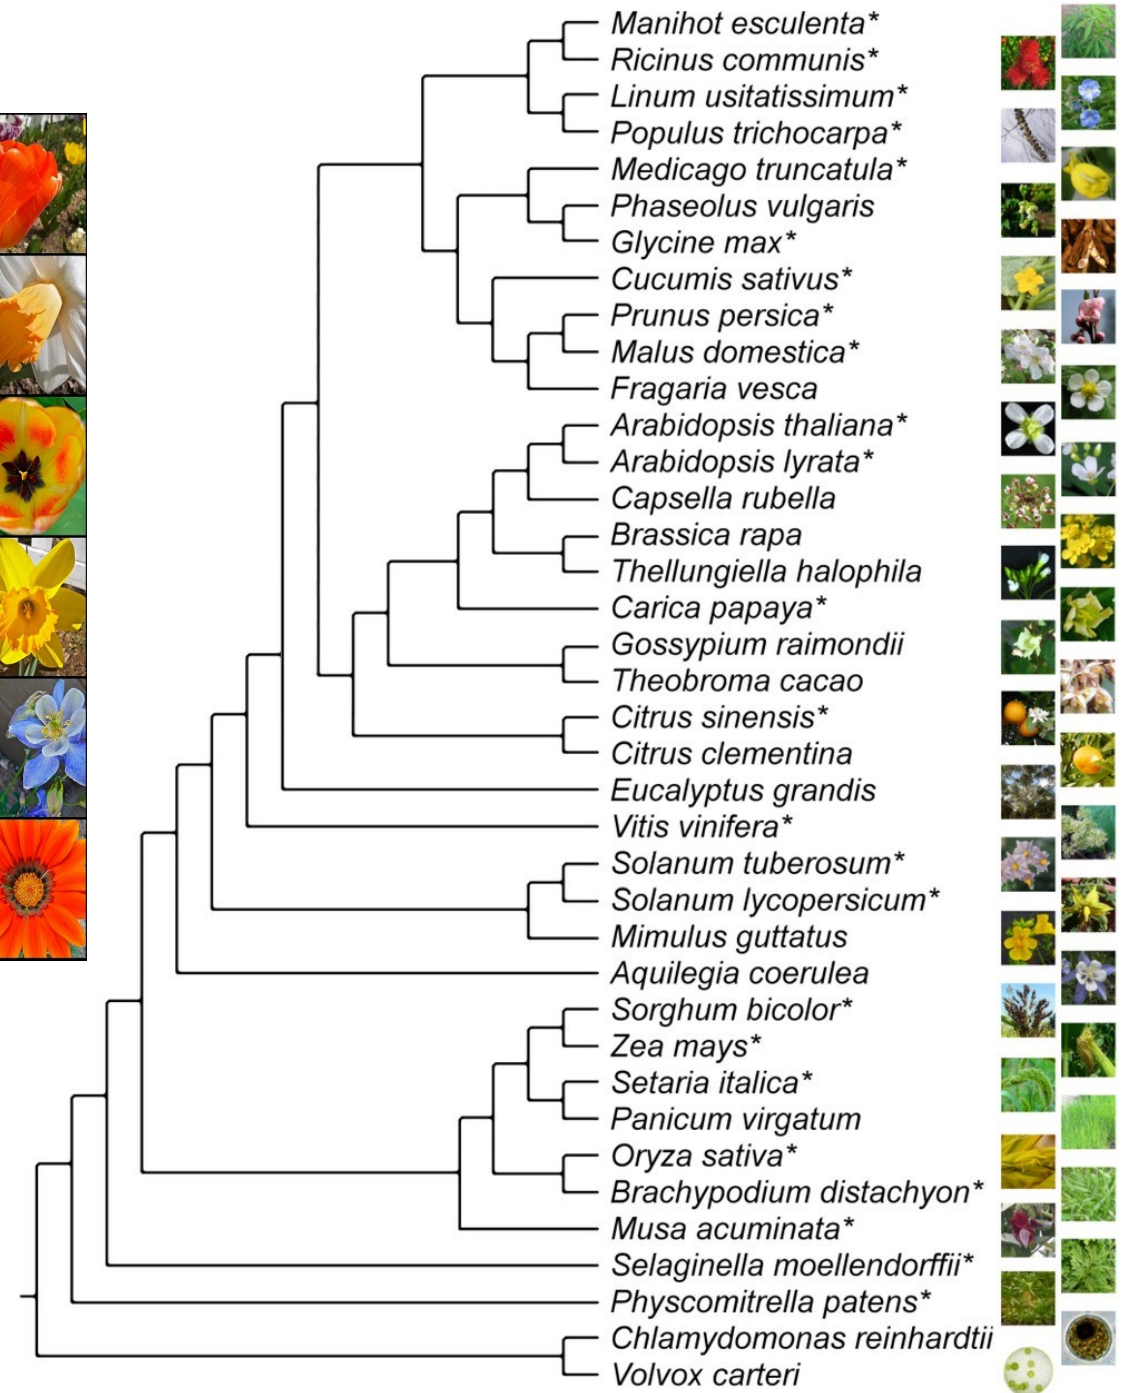 Manihot esculenta*
Ricinus communis*
Linum usitatissimum*
Populus trichocarpa*
Medicago truncatula*
Phaseolus vulgaris
Glycine max*
Cucumis sativus*
Prunus persica*
Malus domestica*
Fragaria vesca
Arabidopsis thaliana*
Arabidopsis lyrata*
Capsella rubella
Brassica rapa
Thellungiella halophila
Carica papaya*
Gossypium raimondii
Theobroma cacao
Citrus sinensis*
Citrus clementina
Eucalyptus grandis
Vitis vinifera*
Solanum tuberosum*
Solanum lycopersicum*
Mimulus guttatus
Aquilegia coerulea
Sorghum bicolor*
Zea mays*
Setaria italica*
Panicum virgatum
Oryza sativa*
Brachypodium distachyon*
Musa acuminata*
Selaginella moellendorffii*
Physcomitrella patens*
Chlamydomonas reinhardtii
Volvox carteri